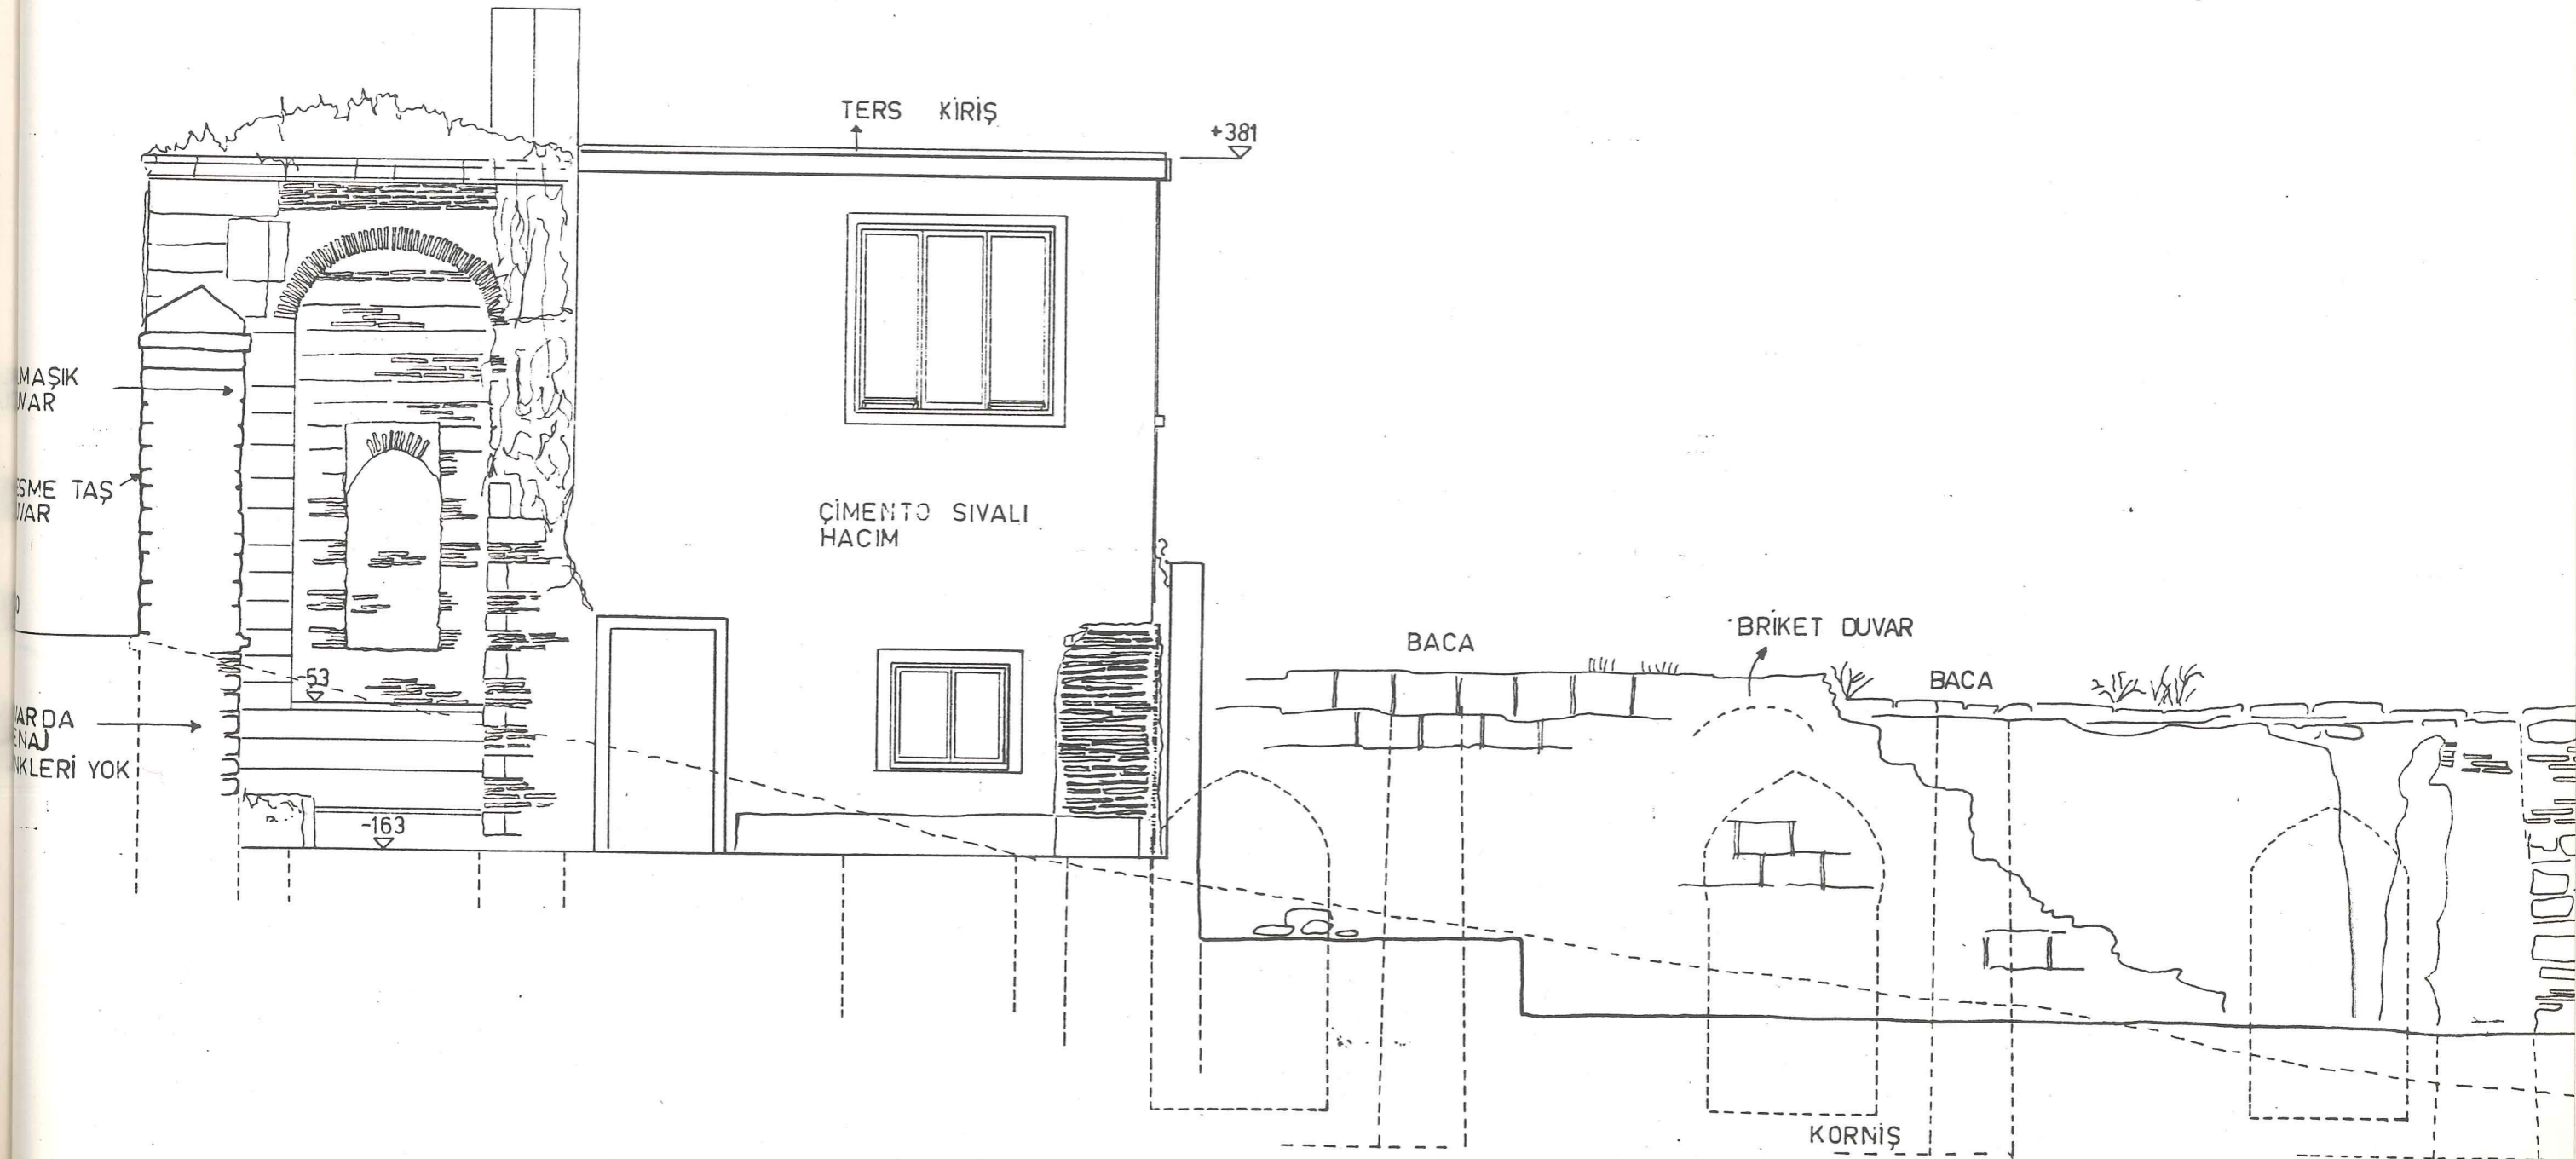 TERS KİRİŞ
+381
MAŞIK
VAR
ESME TAŞ
VAR
ÇİMENTO SIVALI
HACIM
-53
ARDA
ENAJ
NKLERİ YOK
-163
BACA
BRİKET DUVAR
BACA
KORNİŞ